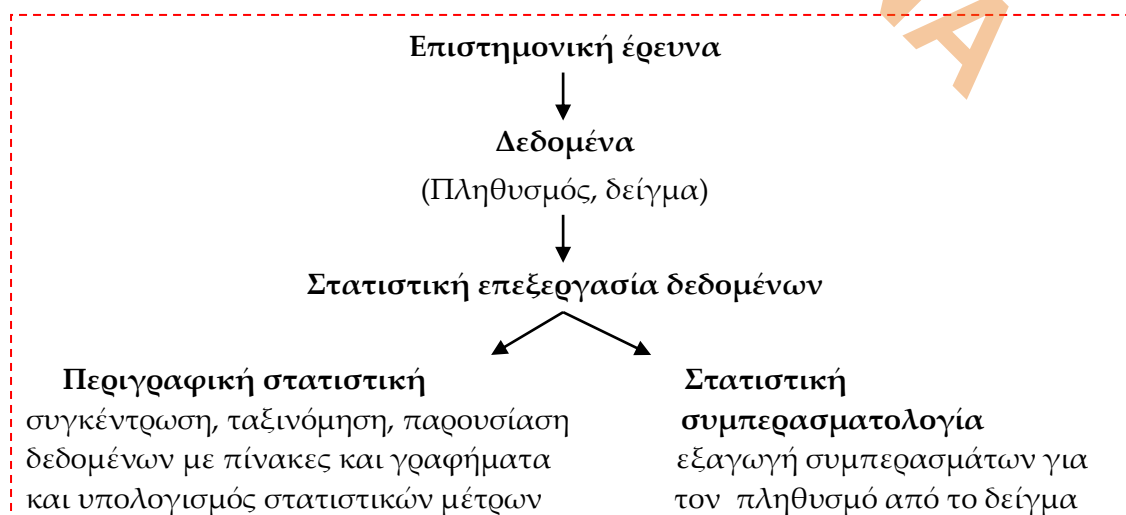 Επιστημονική έρευνα
Δεδομένα
(Πληθυσμός, δείγμα)
Στατιστική επεξεργασία δεδομένων
Περιγραφική στατιστική
συγκέντρωση, ταξινόμηση, παρουσίαση
δεδομένων με πίνακες και γραφήματα
και υπολογισμός στατιστικών μέτρων
Στατιστική
συμπερασματολογία
εξαγωγή συμπερασμάτων για
τον πληθυσμό από το δείγμα